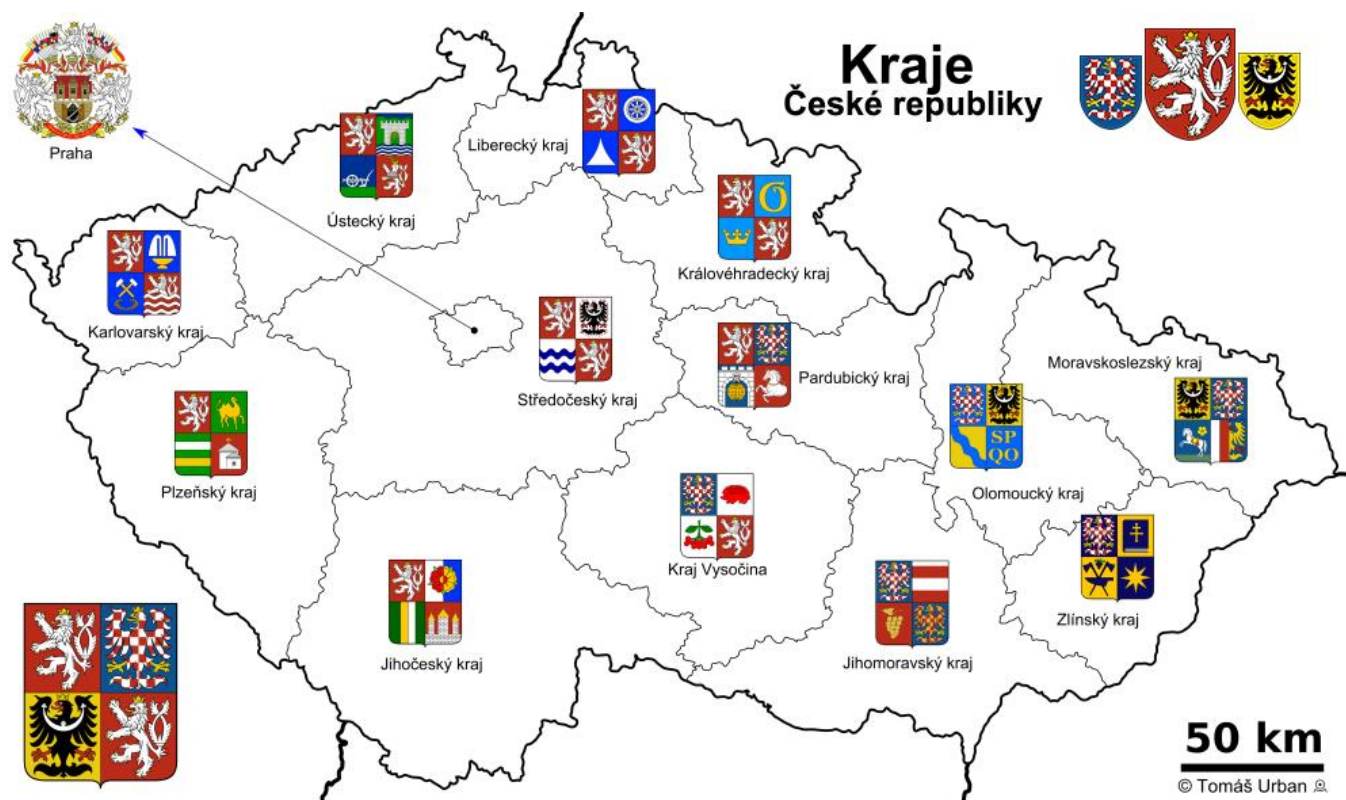 Kraje
České republiky
Praha
Liberecký kraj
Ústecký kraj
Královéhradecký kraj
Karlovarský kraj
Moravskoslezský kraj
Pardubický kraj
Středočeský kraj
SP
QO
Plzeňský kraj
Olomoucký kraj
Kraj Vysočina
Zlínský kraj
Jihočeský kraj
Jihomoravský kraj
50 km
© Tomáš Urban